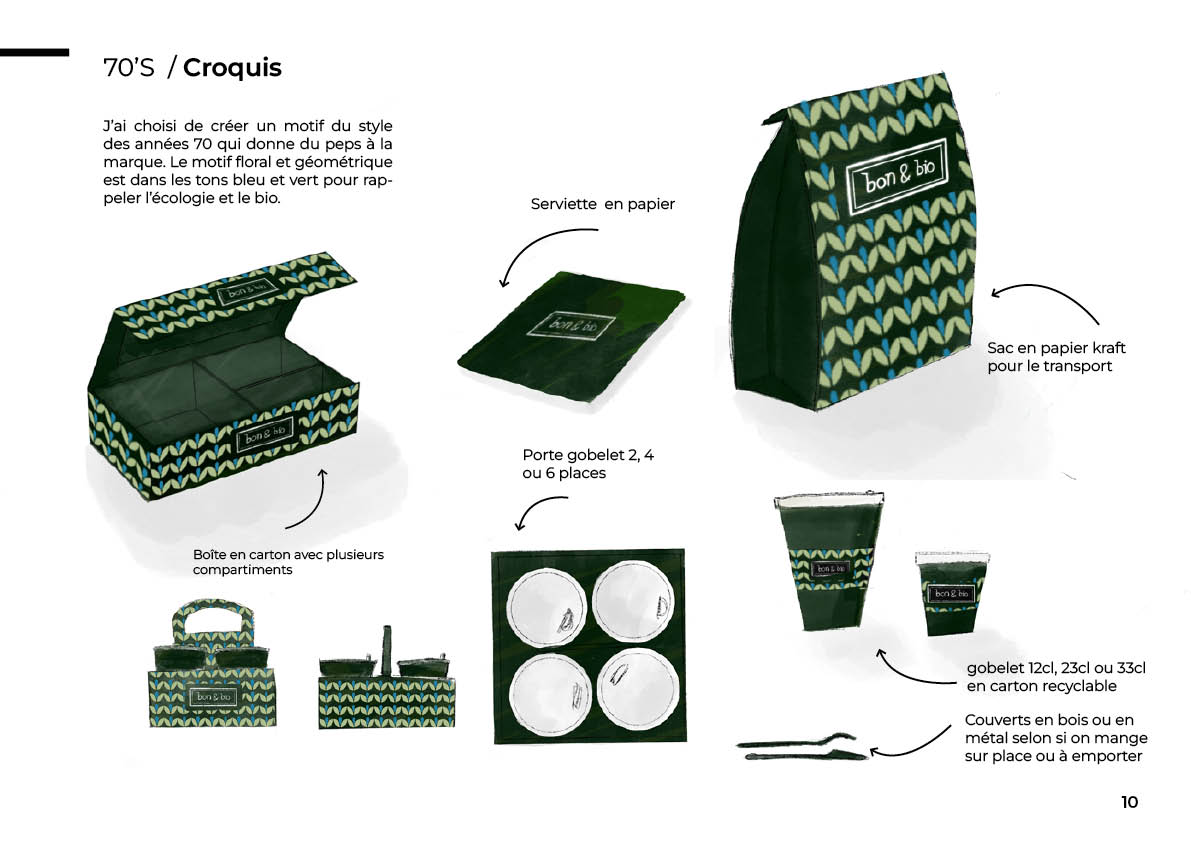 70'S / Croquis
J'ai choisi de créer un motif du style
des années 70 qui donne du peps à la
marque. Le motif floral et géométrique
est dans les tons bleu et vert pour rap-
peler l'écologie et le bio.
Serviette en papier
bon & bio
bon & bio
bon & bio
bon & bio
Sac en papier kraft
pour le transport
Porte gobelet 2, 4
ou 6 places
Boîte en carton avec plusieurs
compartiments
bon & bio
bon & bio
bon & bio
gobelet 12cl, 23cl ou 33cl
en carton recyclable
Couverts en bois ou en
métal selon si on mange
sur place ou à emporter
10